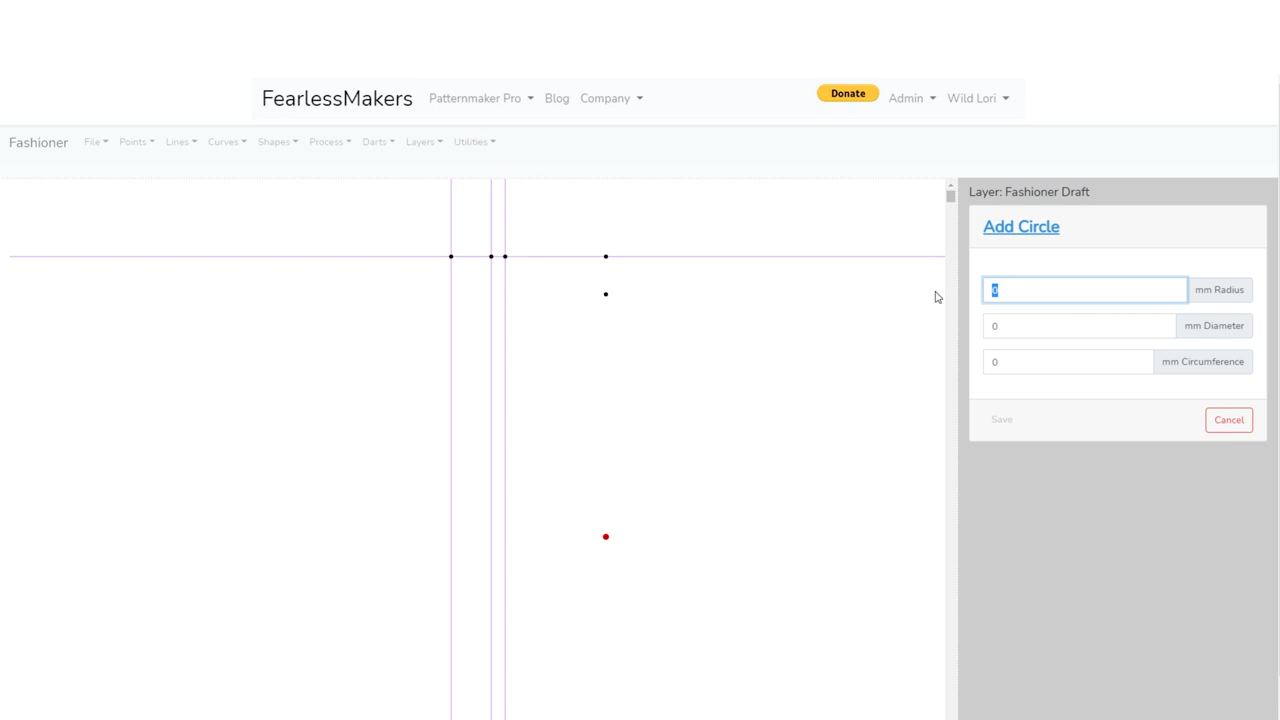 FearlessMakers Patternmaker Pro Blog Company Donate Admin Wild Lori
Fashioner File Points Lines Curves Shapes Process Darts Layers Utilities
Layer: Fashioner Draft
Add Circle
0 mm Radius
0 mm Diameter
0 mm Circumference
Save Cancel